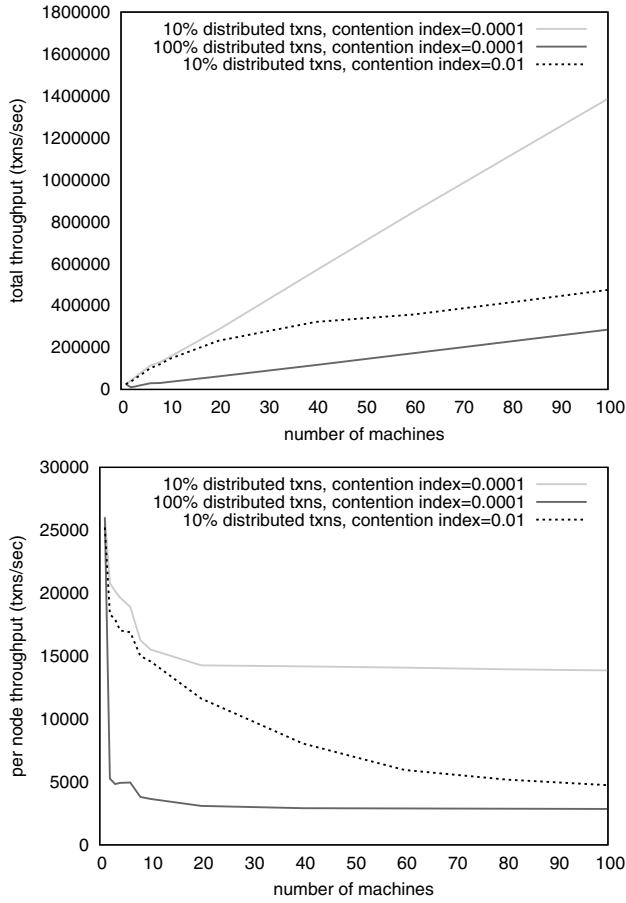 1800000
1600000
1400000
1200000
1000000
800000
600000
400000
200000
0
total throughput (txns/sec)
10% distributed txns, contention index=0.0001
100% distributed txns, contention index=0.0001
10% distributed txns, contention index=0.01
0 10 20 30 40 50 60 70 80 90 100
number of machines
30000
25000
20000
15000
10000
5000
0
per node throughput (txns/sec)
10% distributed txns, contention index=0.0001
100% distributed txns, contention index=0.0001
10% distributed txns, contention index=0.01
0 10 20 30 40 50 60 70 80 90 100
number of machines